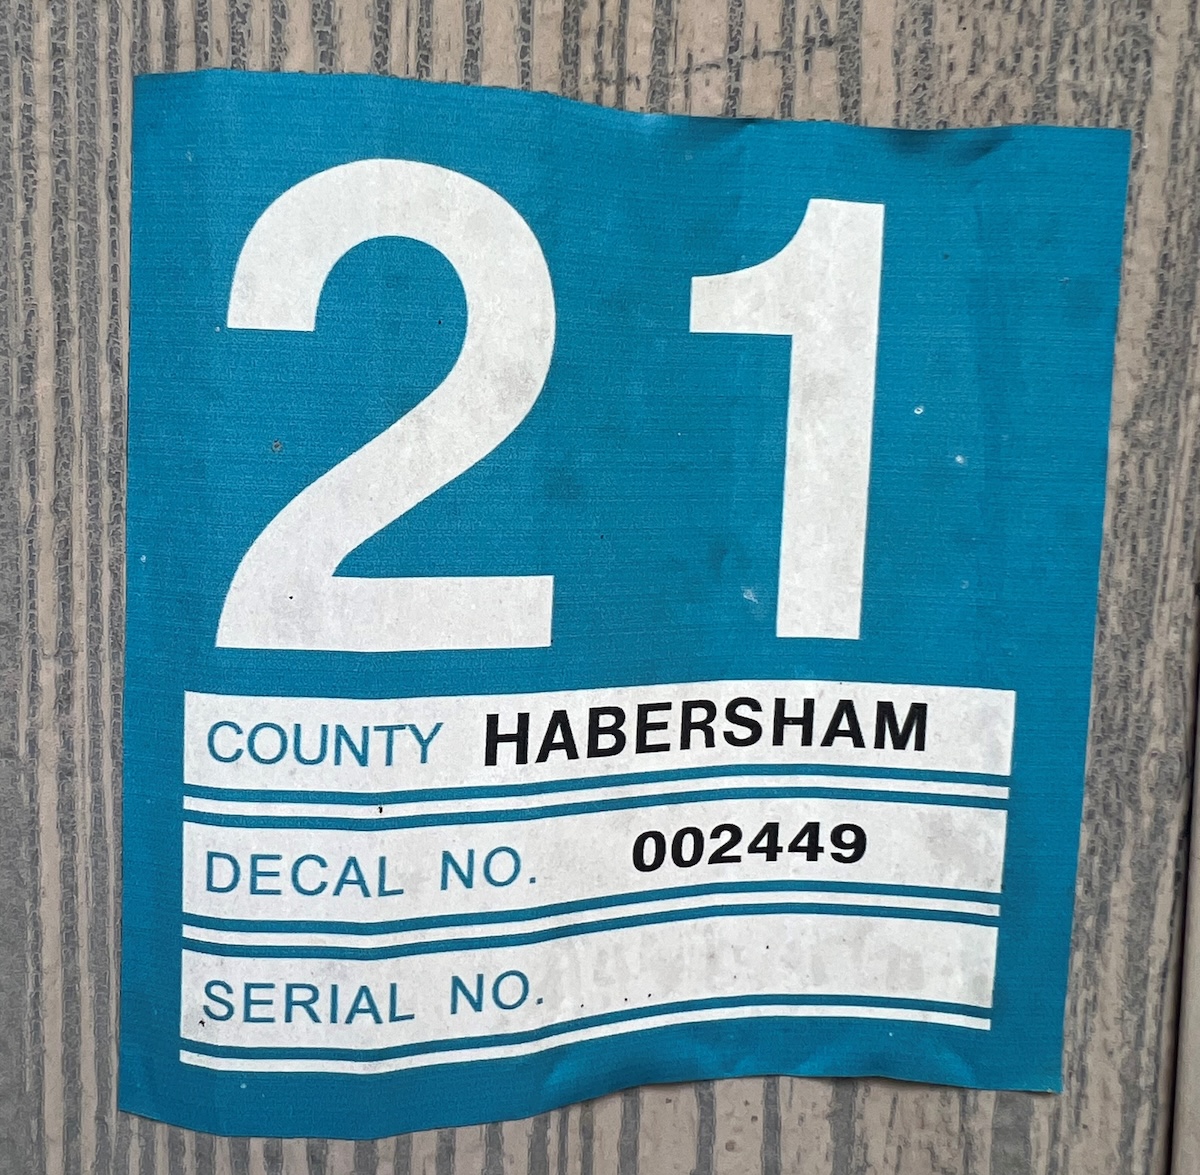 21
COUNTY HABERSHAM
DECAL NO. 002449
SERIAL NO.